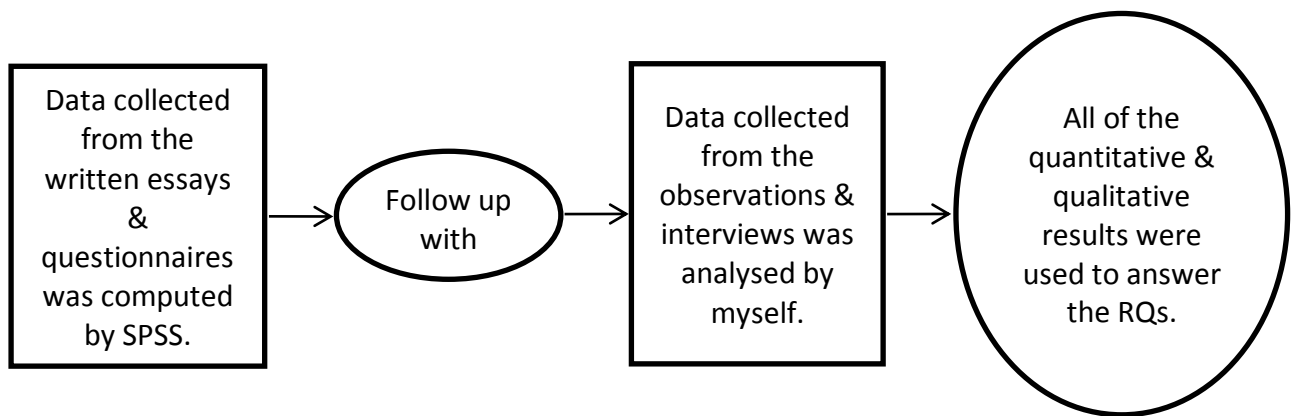 Data collected
from the
written essays
&
questionnaires
was computed
by SPSS.
Follow up
with
Data collected
from the
observations &
interviews was
analysed by
myself.
All of the
quantitative &
qualitative
results were
used to answer
the RQs.